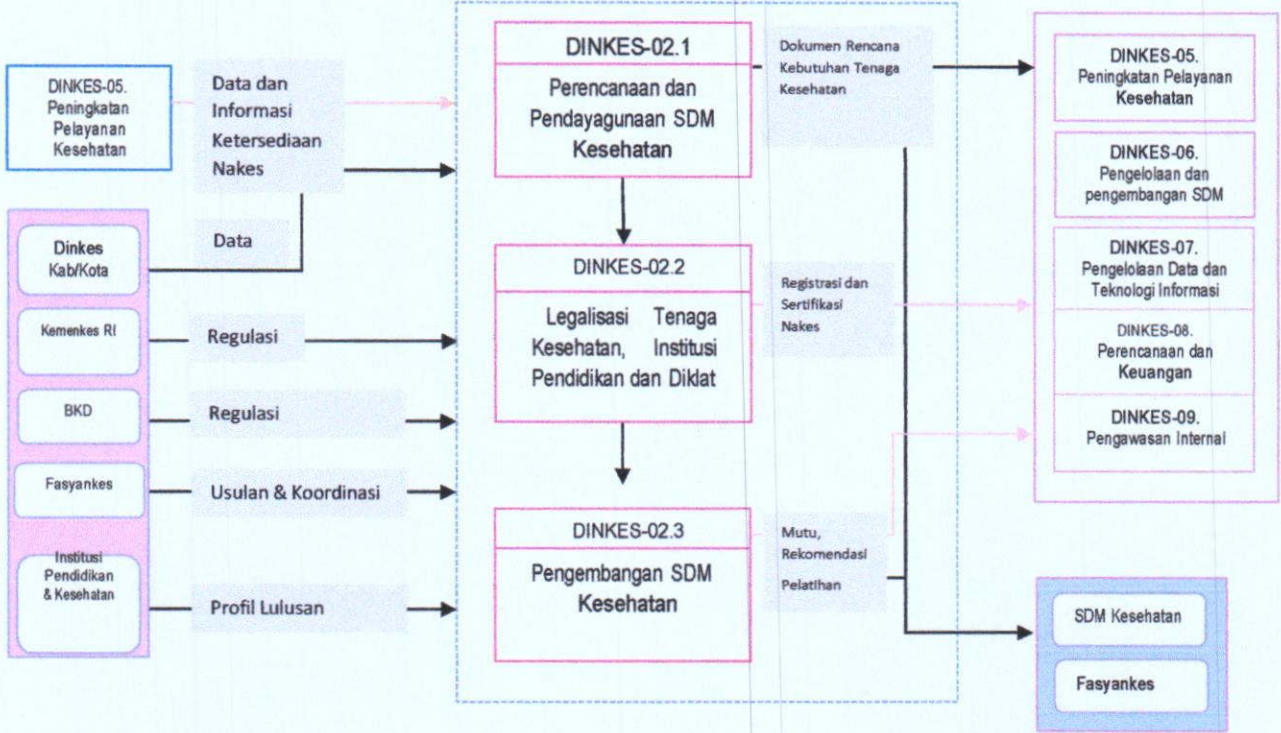 DINKES-05.
Peningkatan
Pelayanan
Kesehatan
Data dan
Informasi
Ketersediaan
Nakes
Data
Dinkes
Kab/Kota
Kemenkes RI
Regulasi
BKD
Regulasi
Fasyankes
Usulan & Koordinasi
Institusi
Pendidikan
& Kesehatan
Profil Lulusan
DINKES-02.1
Perencanaan dan
Pendayagunaan SDM
Kesehatan
DINKES-02.2
Legalisasi Tenaga
Kesehatan, Institusi
Pendidikan dan Diklat
DINKES-02.3
Pengembangan SDM
Kesehatan
Dokumen Rencana
Kebutuhan Tenaga
Kesehatan
Registrasi dan
Sertifikasi
Nakes
Mutu,
Rekomendasi
Pelatihan
DINKES-05.
Peningkatan Pelayanan
Kesehatan
DINKES-06.
Pengelolaan dan
pengembangan SDM
DINKES-07.
Pengelolaan Data dan
Teknologi Informasi
DINKES-08.
Perencanaan dan
Keuangan
DINKES-09.
Pengawasan Internal
SDM Kesehatan
Fasyankes